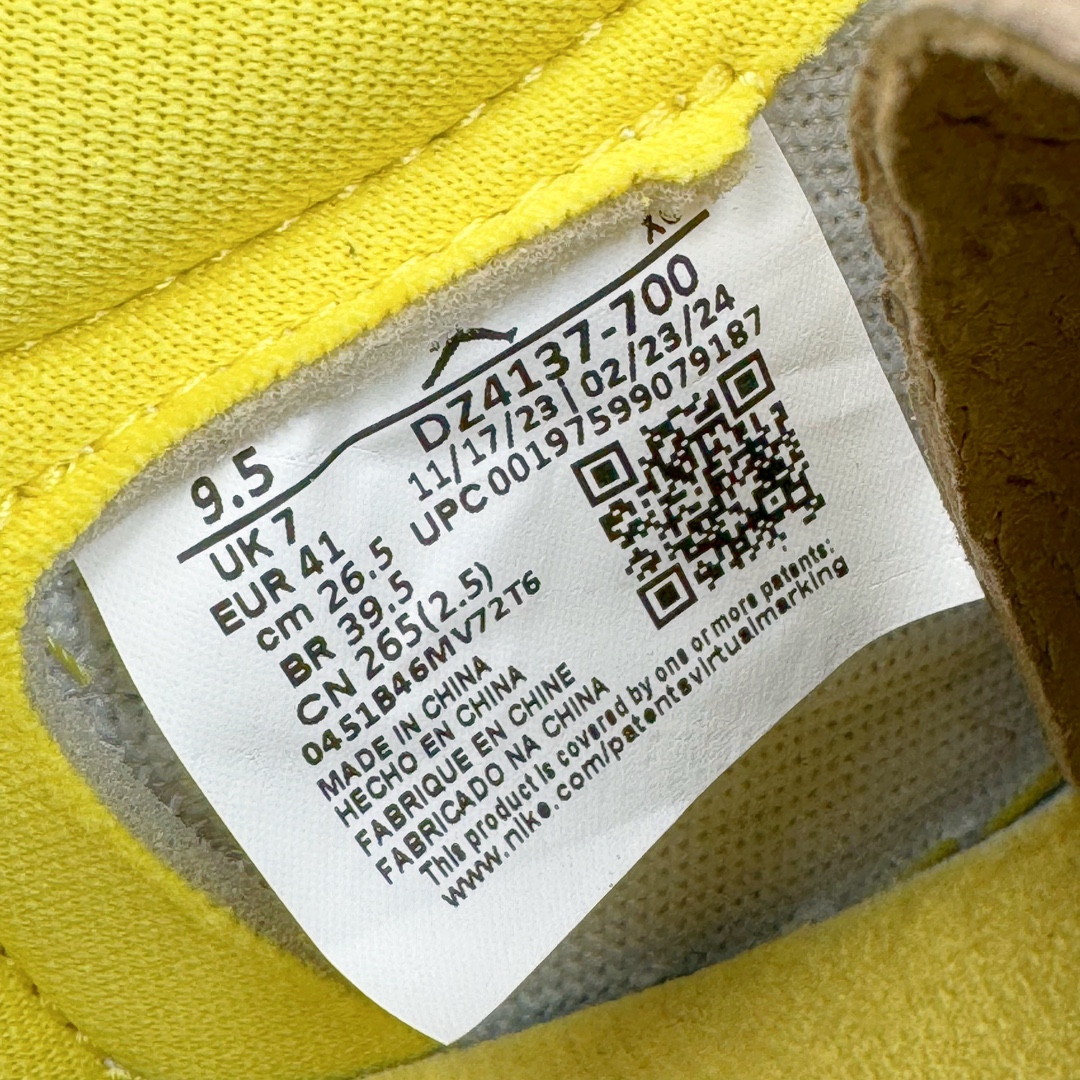 9.5
DZ4137-700
11/17/23 | 02/23/24
UPC00197599079187
UK 7
EUR 41
cm 26.5
BR 39.5
CN 265(2.5)
0451B46MV72T6
MADE IN CHINA
HECHO EN CHINA
FABRIQUE EN CHINE
FABRICADO NA CHINA
This product is covered by one or more patents:
www.nike.com/patentsvirtualmarking